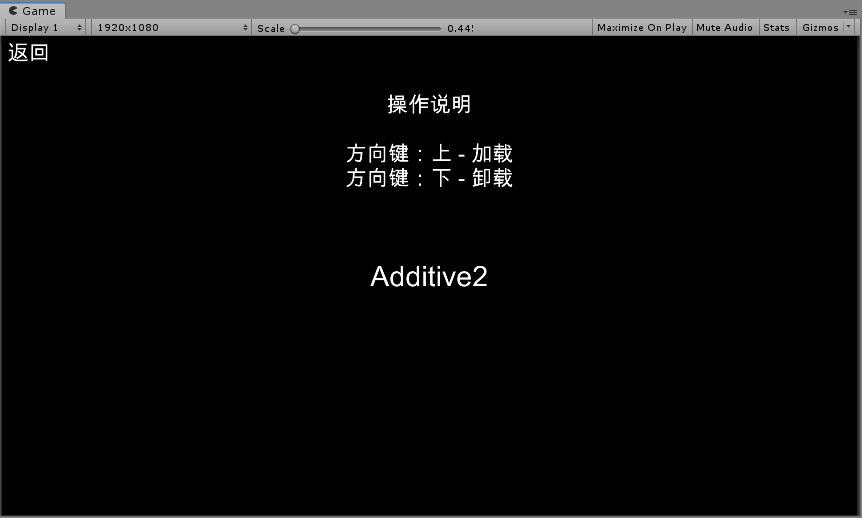 Game
Display 1 1920x1080 Scale 0.44 Maximize On Play Mute Audio Stats Gizmos
返回
操作说明
方向键：上 - 加载
方向键：下 - 卸载
Additive2